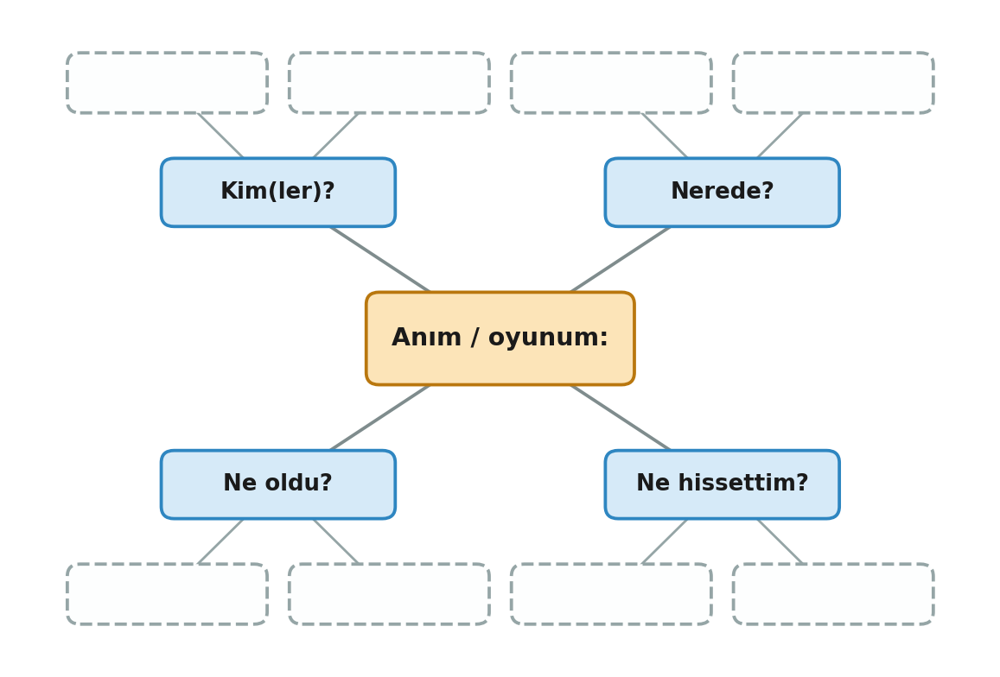 Kim(ler)?
Nerede?
Anım / oyunum:
Ne oldu?
Ne hissettim?